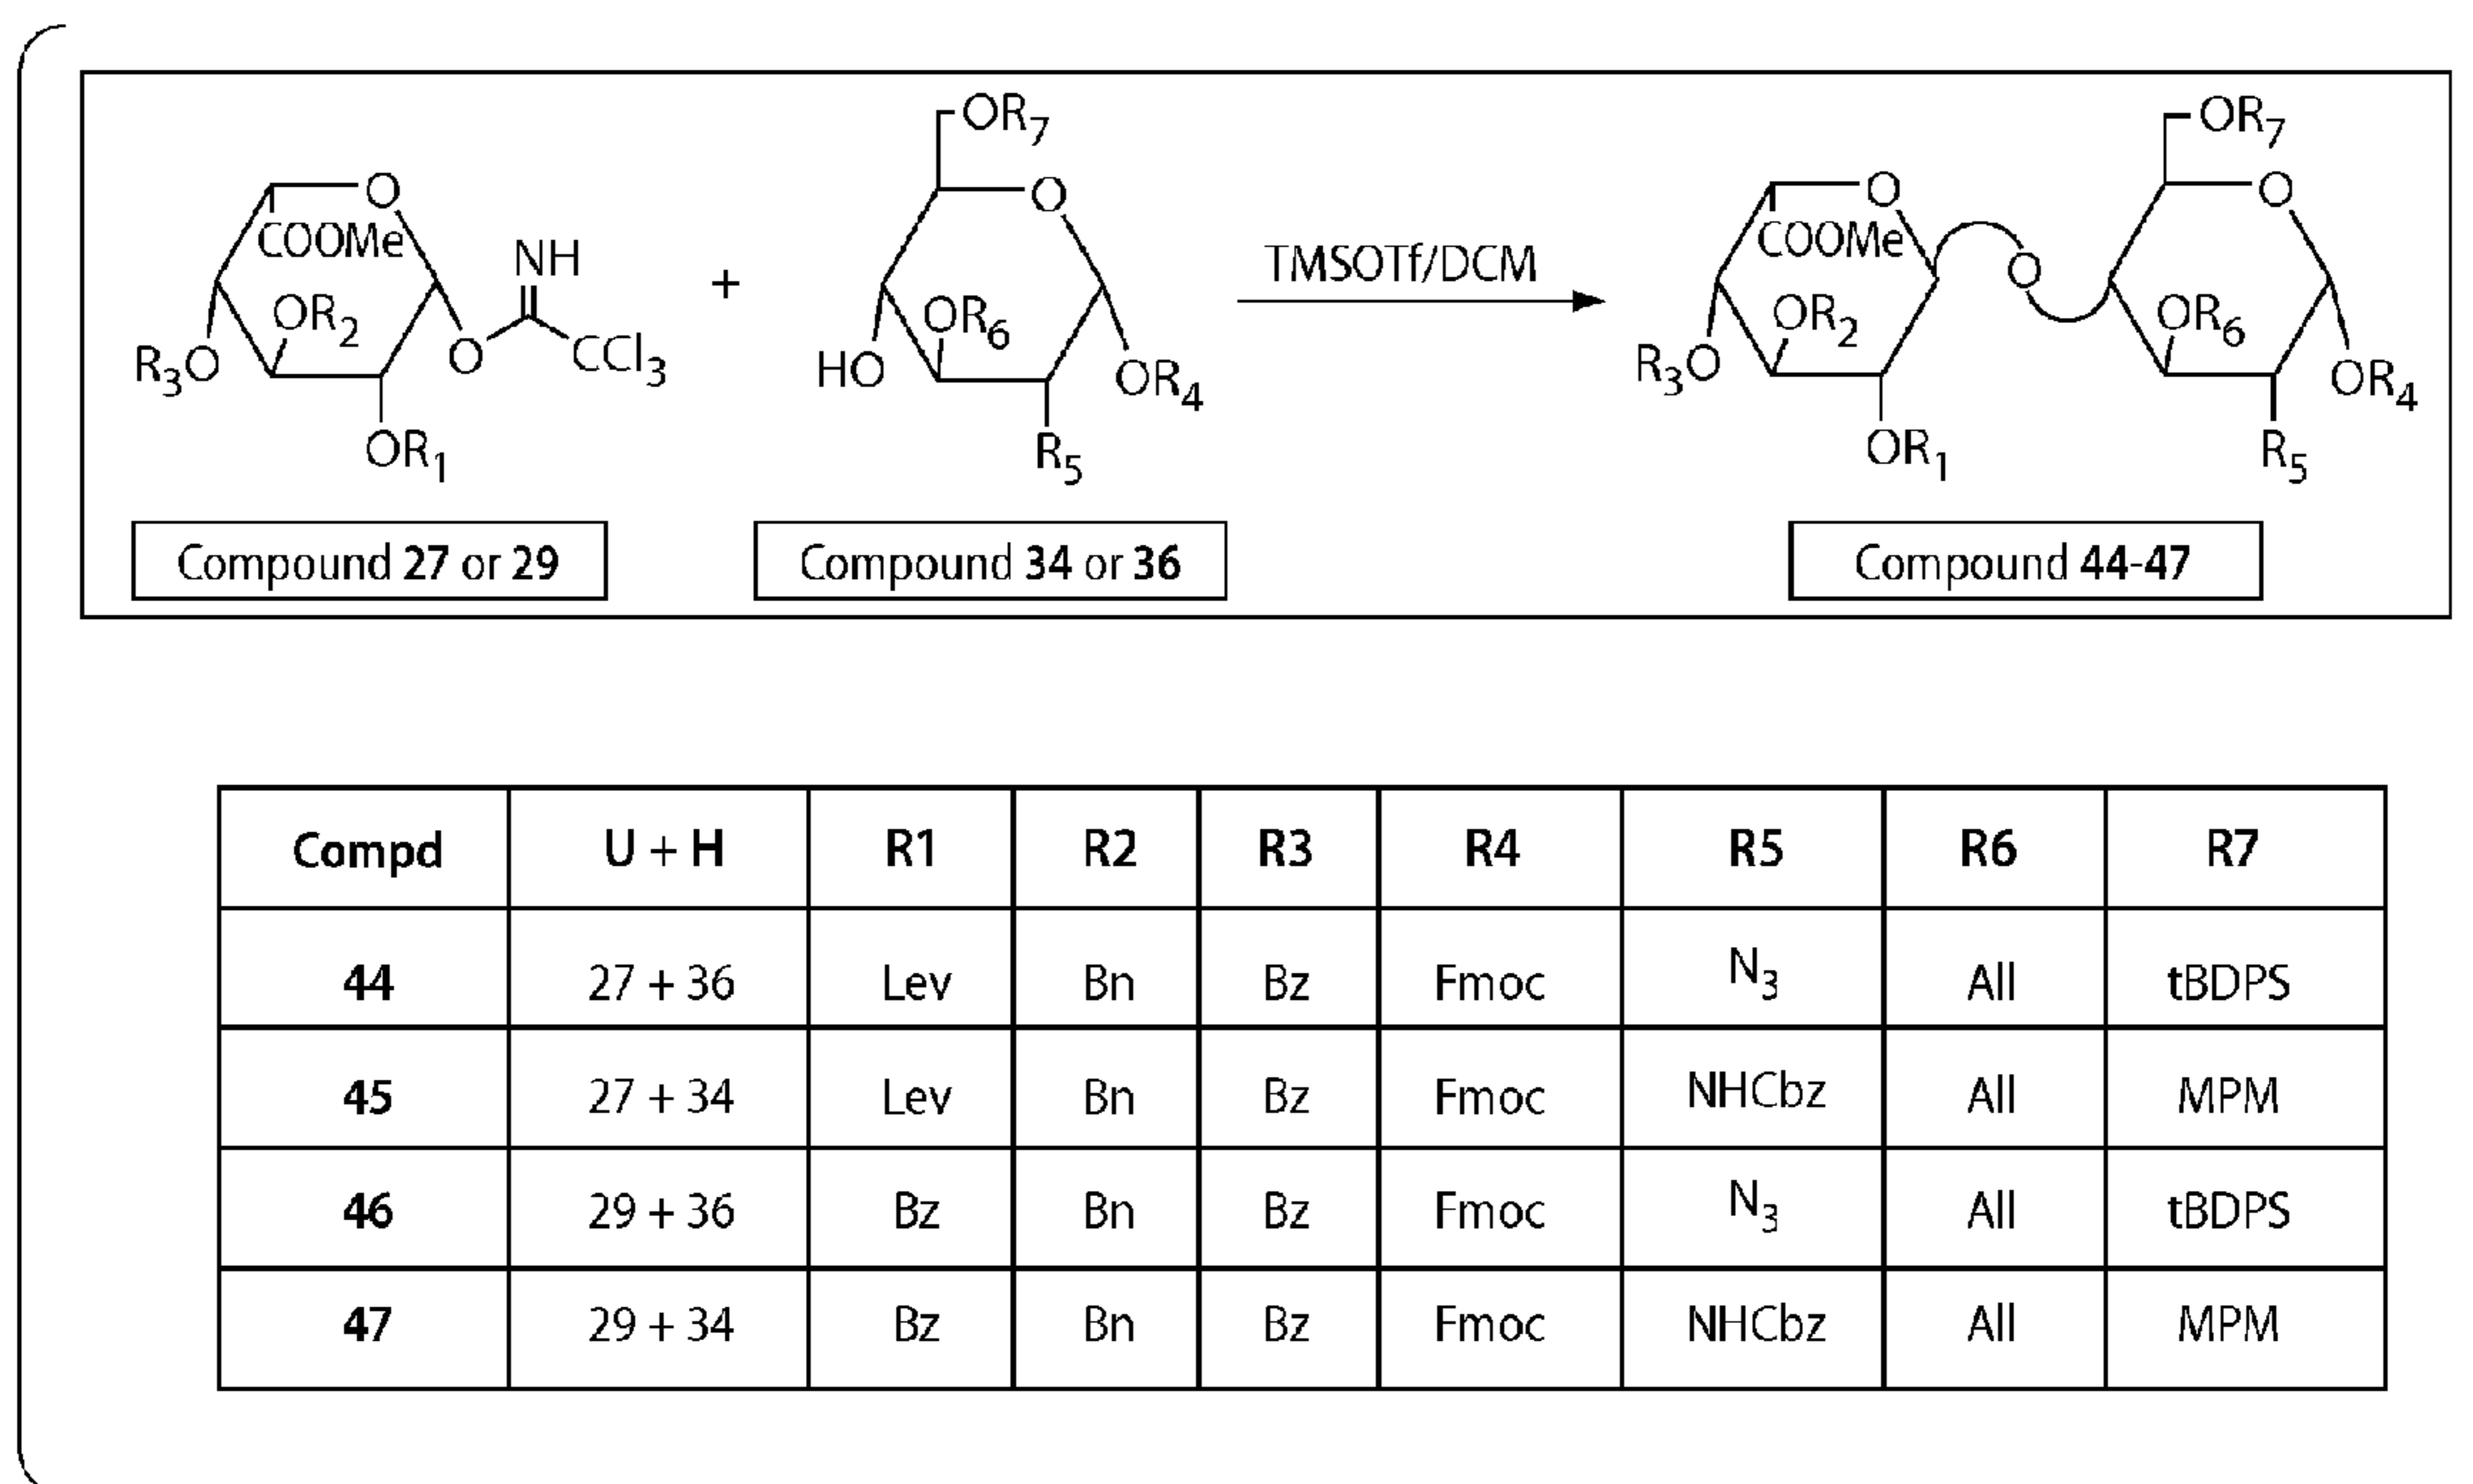 OR7
OR7
O
O
O
O
COOMe
NH
+
TMSOTf/DCM
COOMe
O
OR2
OR6
OR2
OR6
R3O
O
CCl3
HO
OR4
R3O
OR4
OR1
R5
OR1
R5
Compound 27 or 29
Compound 34 or 36
Compound 44-47
Compd U + H R1 R2 R3 R4 R5 R6 R7
44 27 + 36 Lev Bn Bz Fmoc N3 All tBDPS
45 27 + 34 Lev Bn Bz Fmoc NHCbz All MPM
46 29 + 36 Bz Bn Bz Fmoc N3 All tBDPS
47 29 + 34 Bz Bn Bz Fmoc NHCbz All MPM